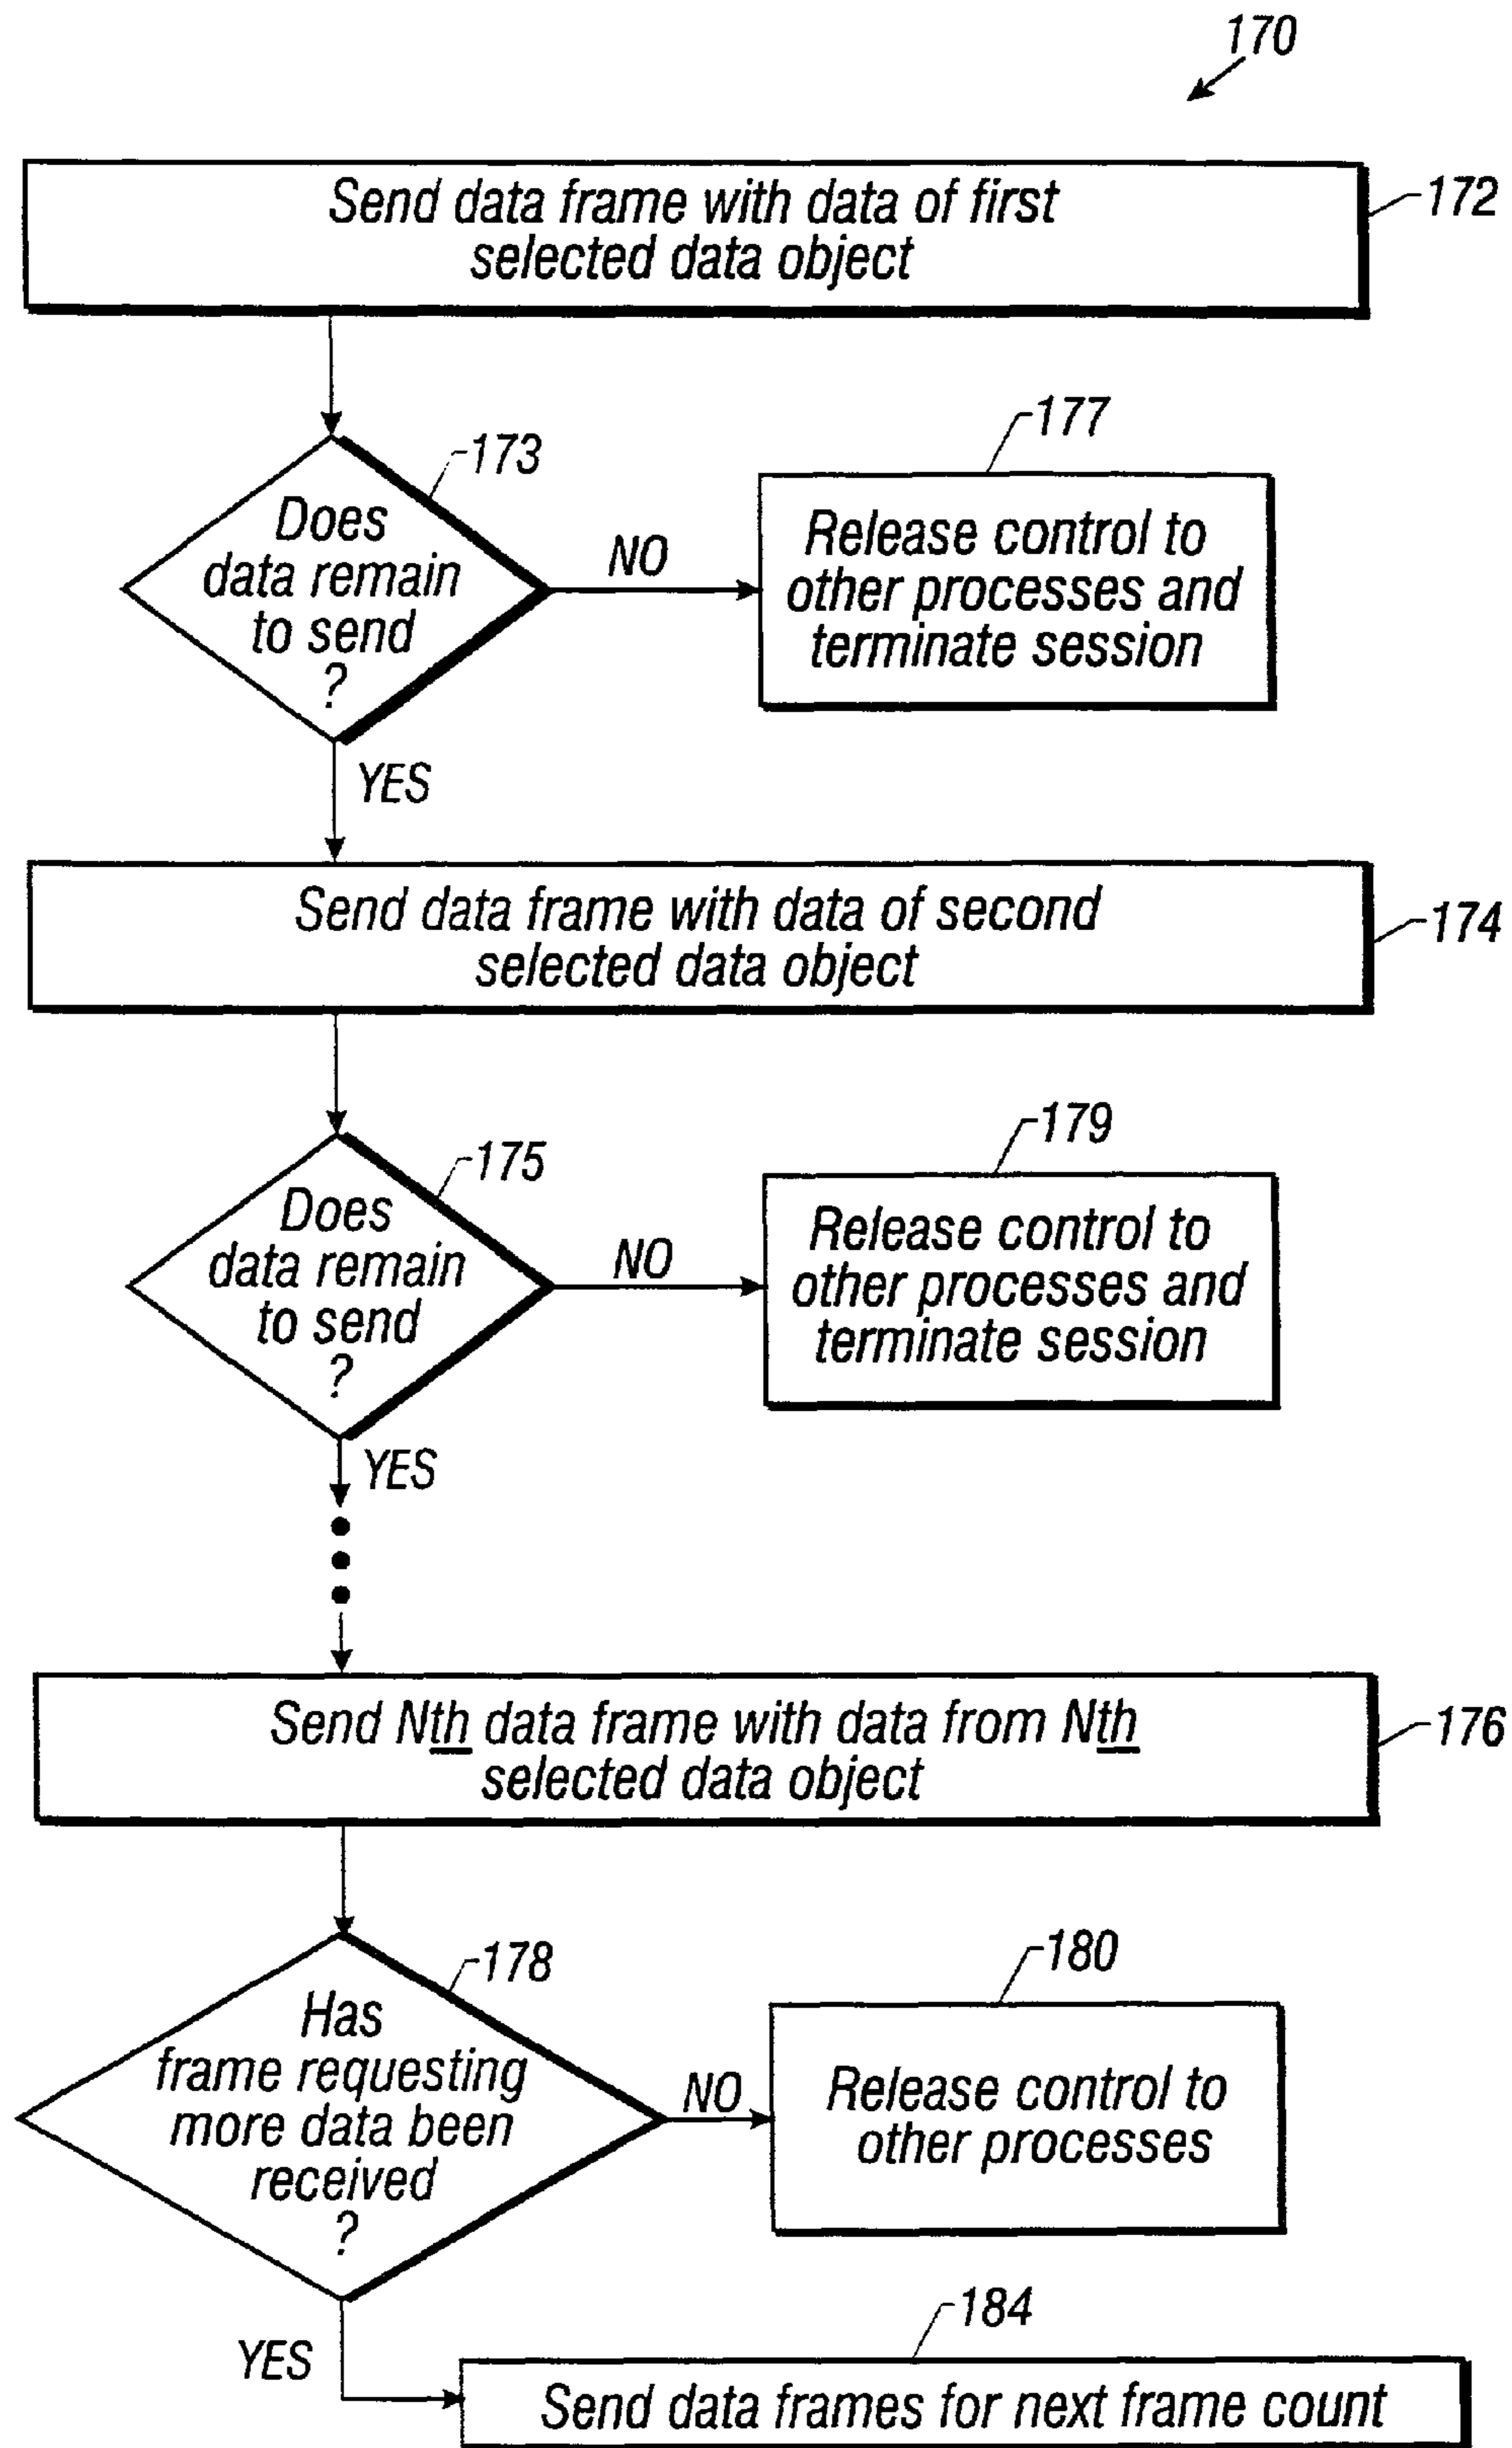 170
Send data frame with data of first
selected data object
172
173
Does
data remain
to send
?
NO
177
Release control to
other processes and
terminate session
YES
Send data frame with data of second
selected data object
174
175
Does
data remain
to send
?
NO
179
Release control to
other processes and
terminate session
YES
Send Nth data frame with data from Nth
selected data object
176
178
Has
frame requesting
more data been
received
?
NO
180
Release control to
other processes
YES
184
Send data frames for next frame count